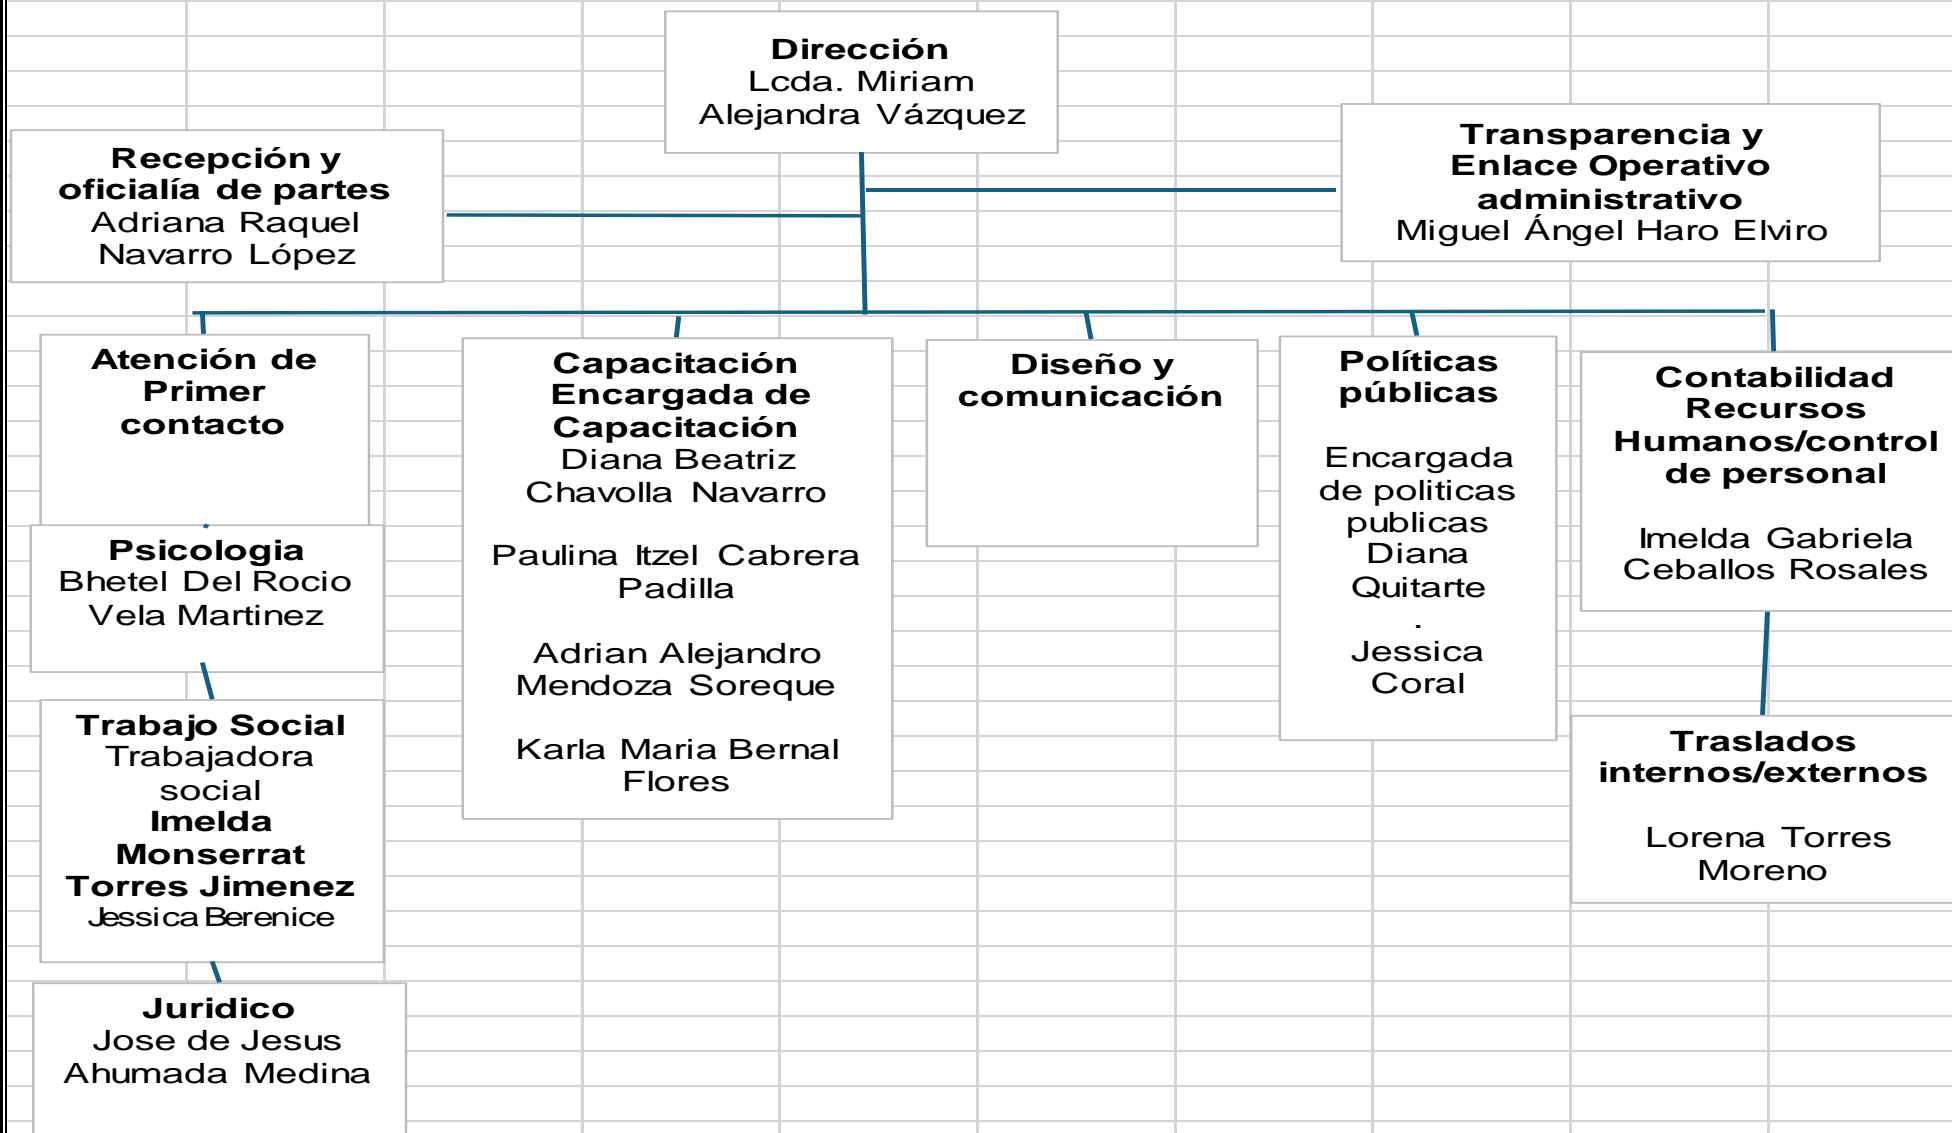 Dirección
Lcda. Miriam
Alejandra Vázquez
Recepción y
oficialía de partes
Adriana Raquel
Navarro López
Transparencia y
Enlace Operativo
administrativo
Miguel Ángel Haro Elviro
Atención de
Primer
contacto
Psicologia
Bhetel Del Rocio
Vela Martinez
Trabajo Social
Trabajadora
social
Imelda
Monserrat
Torres Jimenez
Jessica Berenice
Juridico
Jose de Jesus
Ahumada Medina
Capacitación
Encargada de
Capacitación
Diana Beatriz
Chavolla Navarro
Paulina Itzel Cabrera
Padilla
Adrian Alejandro
Mendoza Soreque
Karla Maria Bernal
Flores
Diseño y
comunicación
Políticas
públicas
Encargada
de politicas
publicas
Diana
Quitarte
.
Jessica
Coral
Contabilidad
Recursos
Humanos/control
de personal
Imelda Gabriela
Ceballos Rosales
Traslados
internos/externos
Lorena Torres
Moreno